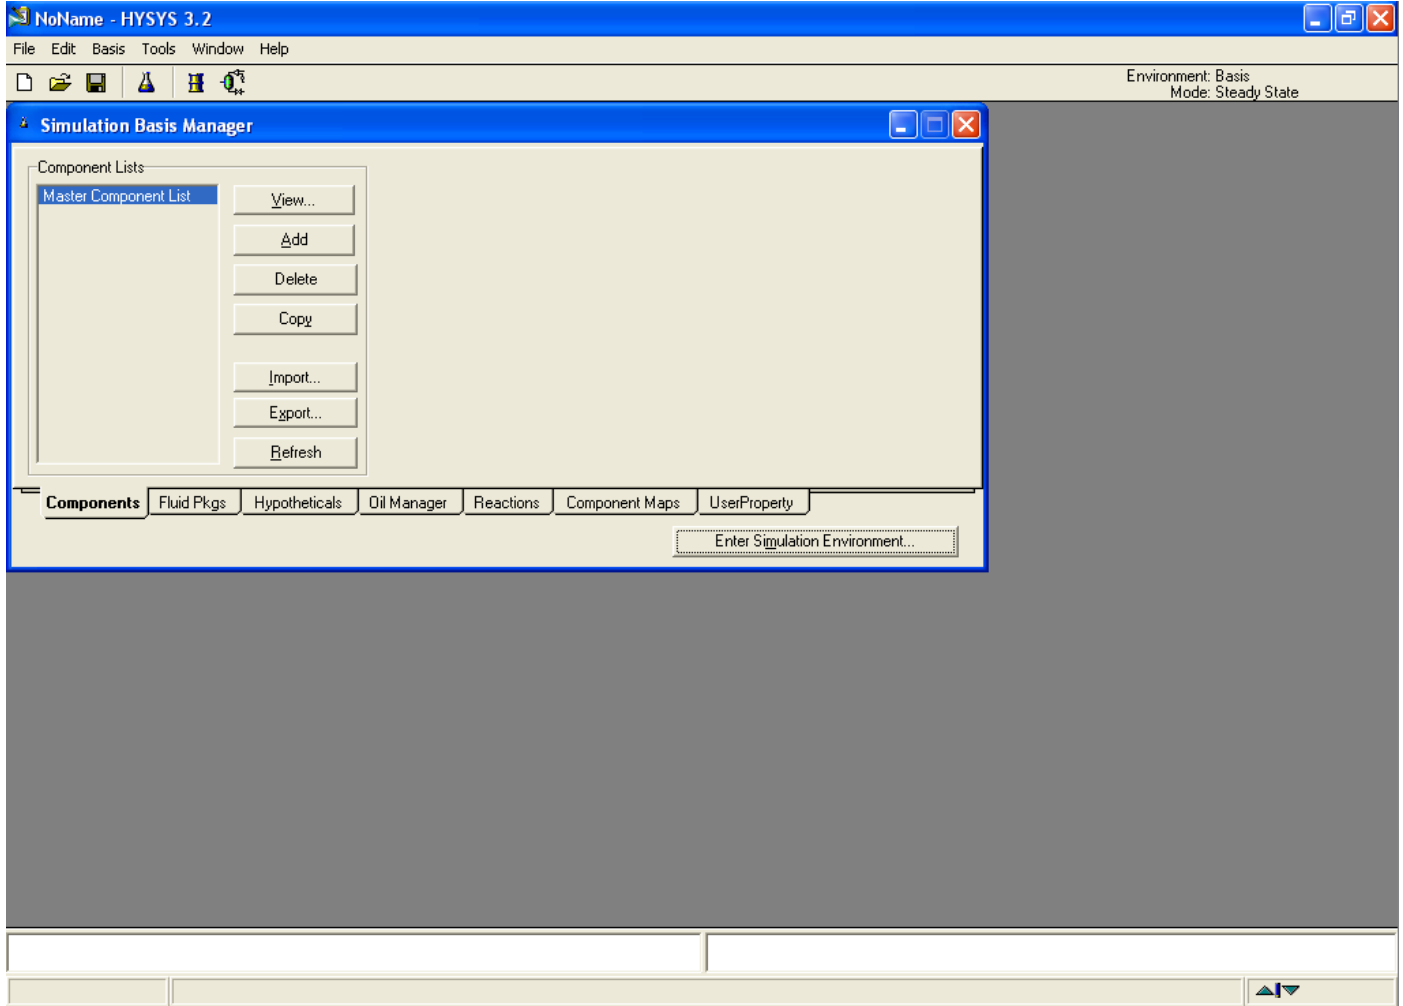 NoName - HYSYS 3.2
File Edit Basis Tools Window Help
Environment: Basis
Mode: Steady State
Simulation Basis Manager
Component Lists
Master Component List
View...
Add
Delete
Copy
Import...
Export...
Refresh
Components Fluid Pkgs Hypotheticals Oil Manager Reactions Component Maps UserProperty
Enter Simulation Environment...